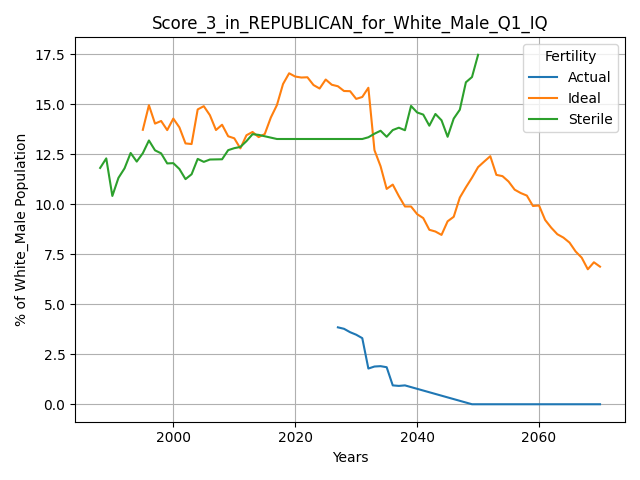 Score_3_in_REPUBLICAN_for_White_Male_Q1_IQ
% of White_Male Population
17.5
15.0
12.5
10.0
7.5
5.0
2.5
0.0
Fertility
Actual
Ideal
Sterile
2000
2020
2040
2060
Years